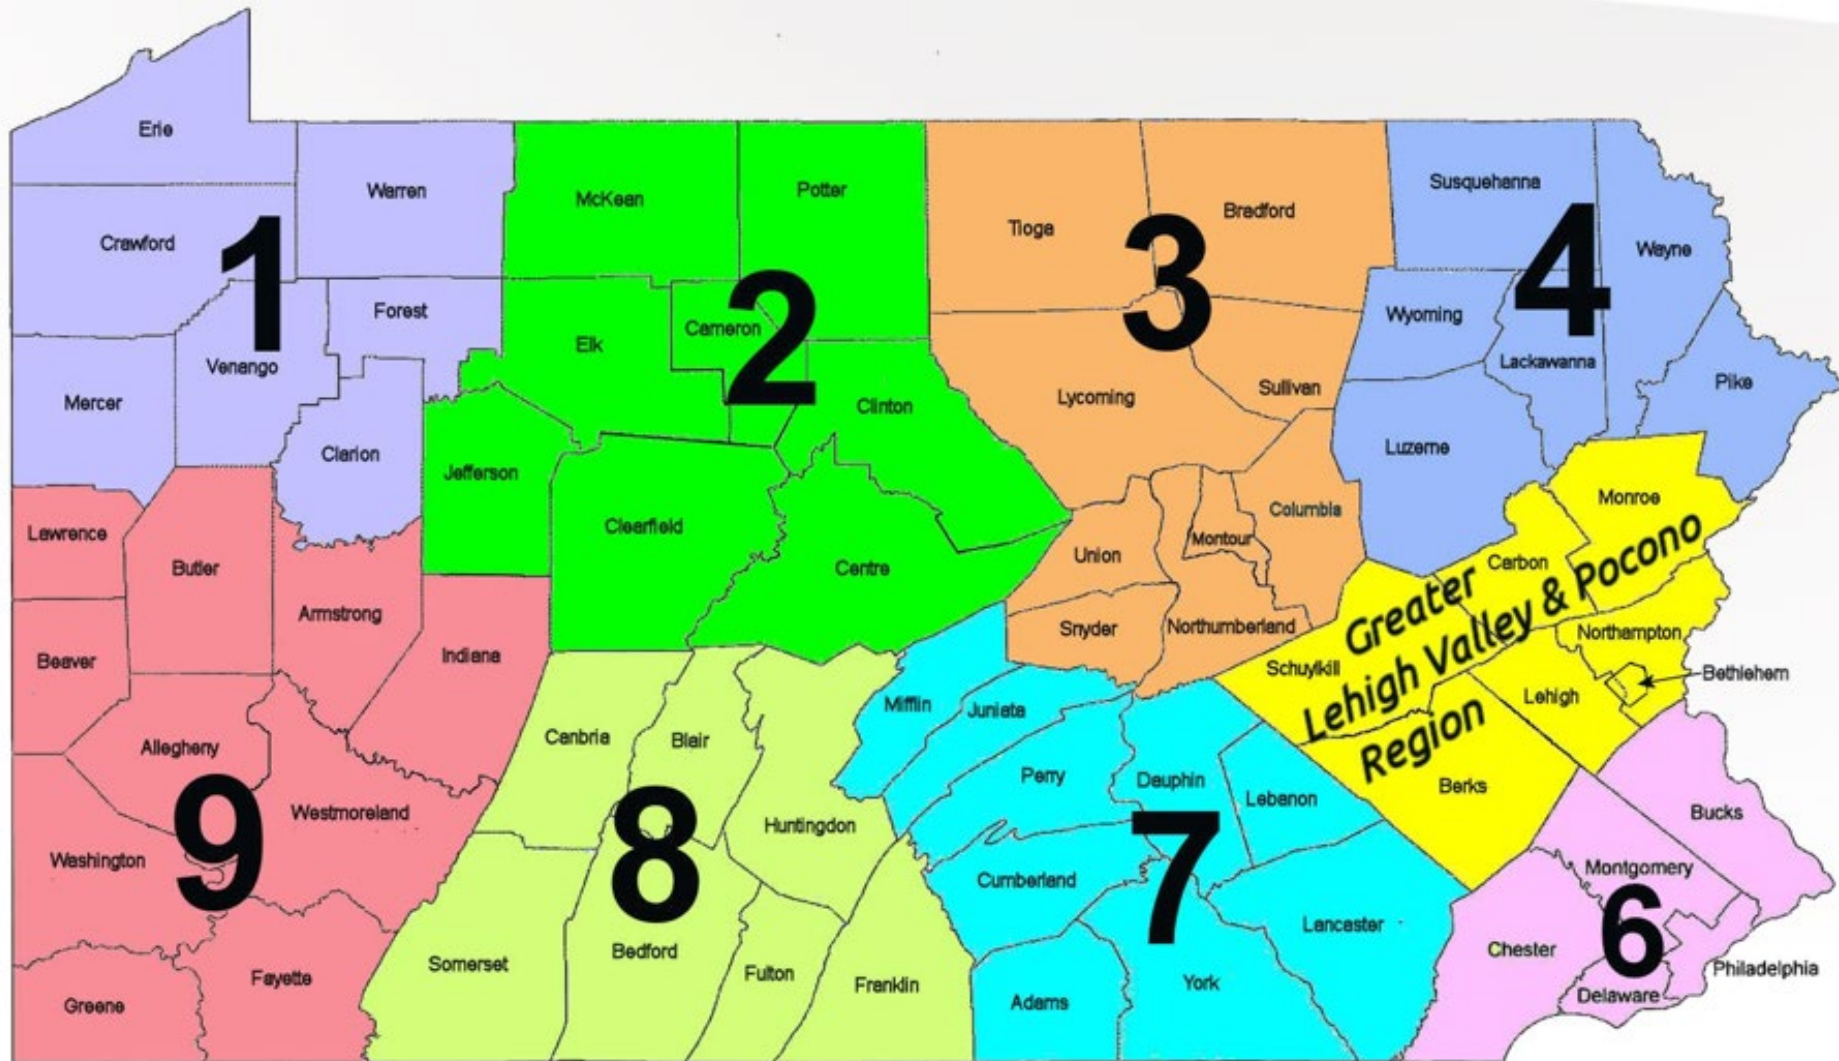 Erie
Warren
McKean
Potter
Tioga
Bradford
Susquehanna
Wayne
Crawford
1
Forest
Venango
Mercer
Clarion
Elk
Cameron
2
Clinton
Jefferson
Clearfield
Centre
3
Lycoming
Sullivan
Columbia
Montour
Union
Snyder
Northumberland
4
Wyoming
Lackawanna
Pike
Luzerne
Monroe
Carbon
Greater
Lehigh Valley & Pocono
Region
Northampton
Bethlehem
Schuylkill
Lehigh
Berks
Lawrence
Butler
Armstrong
Indiana
Beaver
Allegheny
9
Westmoreland
Washington
Fayette
Greene
Canbria
Blair
Huntingdon
8
Somerset
Bedford
Fulton
Franklin
Mifflin
Juniata
Perry
Dauphin
Lebanon
7
Cumberland
Lancaster
Adams
York
Bucks
Montgomery
6
Chester
Philadelphia
Delaware